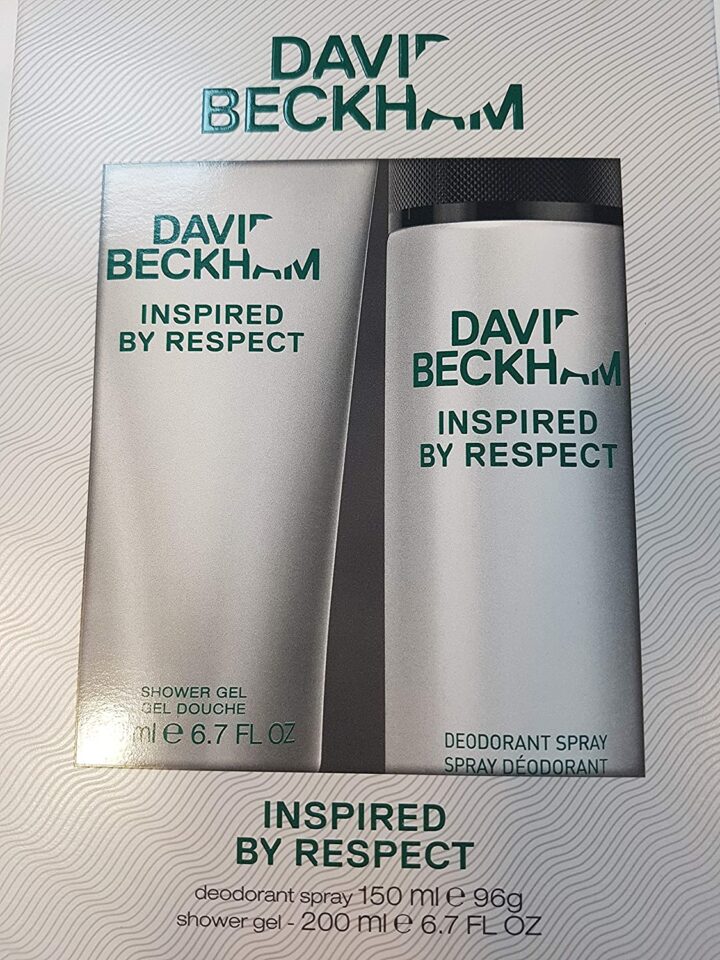 DAVID
BECKHAM
DAVID
BECKHAM
INSPIRED
BY RESPECT
SHOWER GEL
GEL DOUCHE
ml e 6.7 FL OZ
DAVID
BECKHAM
INSPIRED
BY RESPECT
DEODORANT SPRAY
SPRAY DÉODORANT
INSPIRED
BY RESPECT
deodorant spray 150 ml e 96g
shower gel - 200 ml e 6.7 FL OZ